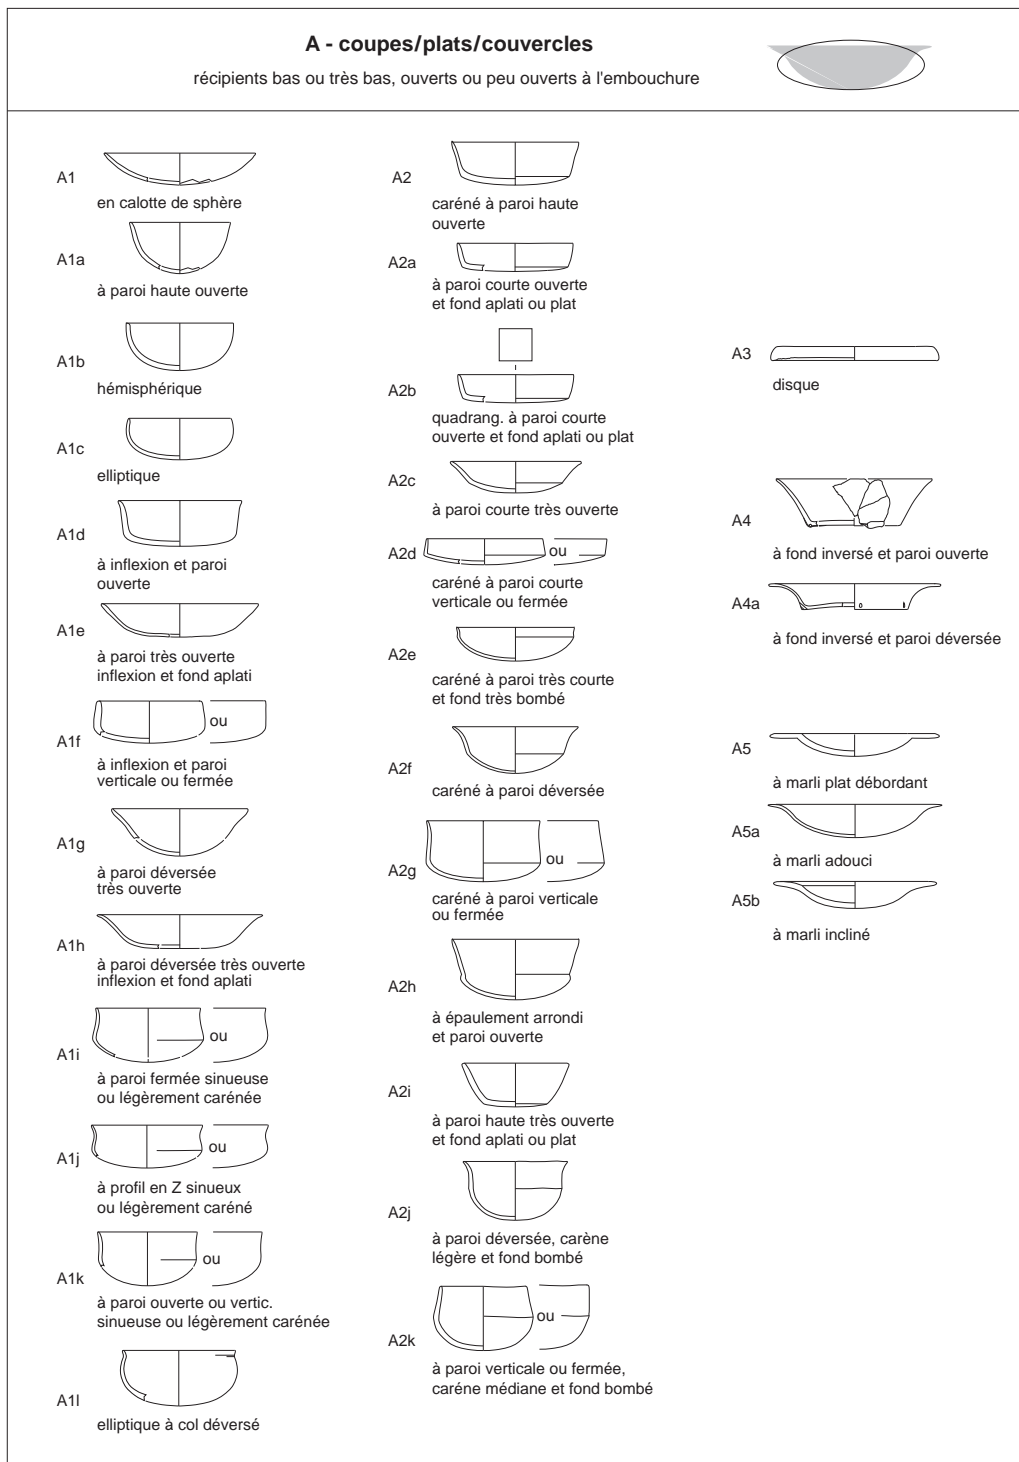 A - coupes/plats/couvercles
récipients bas ou très bas, ouverts ou peu ouverts à l'embouchure
A1
en calotte de sphère
A1a
à paroi haute ouverte
A1b
hémisphérique
A1c
elliptique
A1d
à inflexion et paroi
ouverte
A1e
à paroi très ouverte
inflexion et fond aplati
A1f
ou
à inflexion et paroi
verticale ou fermée
A1g
à paroi déversée
très ouverte
A1h
à paroi déversée très ouverte
inflexion et fond aplati
A1i
ou
à paroi fermée sinueuse
ou légèrement carénée
A1j
ou
à profil en Z sinueux
ou légèrement caréné
A1k
ou
à paroi ouverte ou vertic.
sinueuse ou légèrement carénée
A1l
elliptique à col déversé
A2
caréné à paroi haute
ouverte
A2a
à paroi courte ouverte
et fond aplati ou plat
A2b
quadrang. à paroi courte
ouverte et fond aplati ou plat
A2c
à paroi courte très ouverte
A2d
ou
caréné à paroi courte
verticale ou fermée
A2e
caréné à paroi très courte
et fond très bombé
A2f
caréné à paroi déversée
A2g
ou
caréné à paroi verticale
ou fermée
A2h
à épaulement arrondi
et paroi ouverte
A2i
à paroi haute très ouverte
et fond aplati ou plat
A2j
à paroi déversée, carène
légère et fond bombé
A2k
ou
à paroi verticale ou fermée,
caréne médiane et fond bombé
A3
disque
A4
à fond inversé et paroi ouverte
A4a
à fond inversé et paroi déversée
A5
à marli plat débordant
A5a
à marli adouci
A5b
à marli incliné